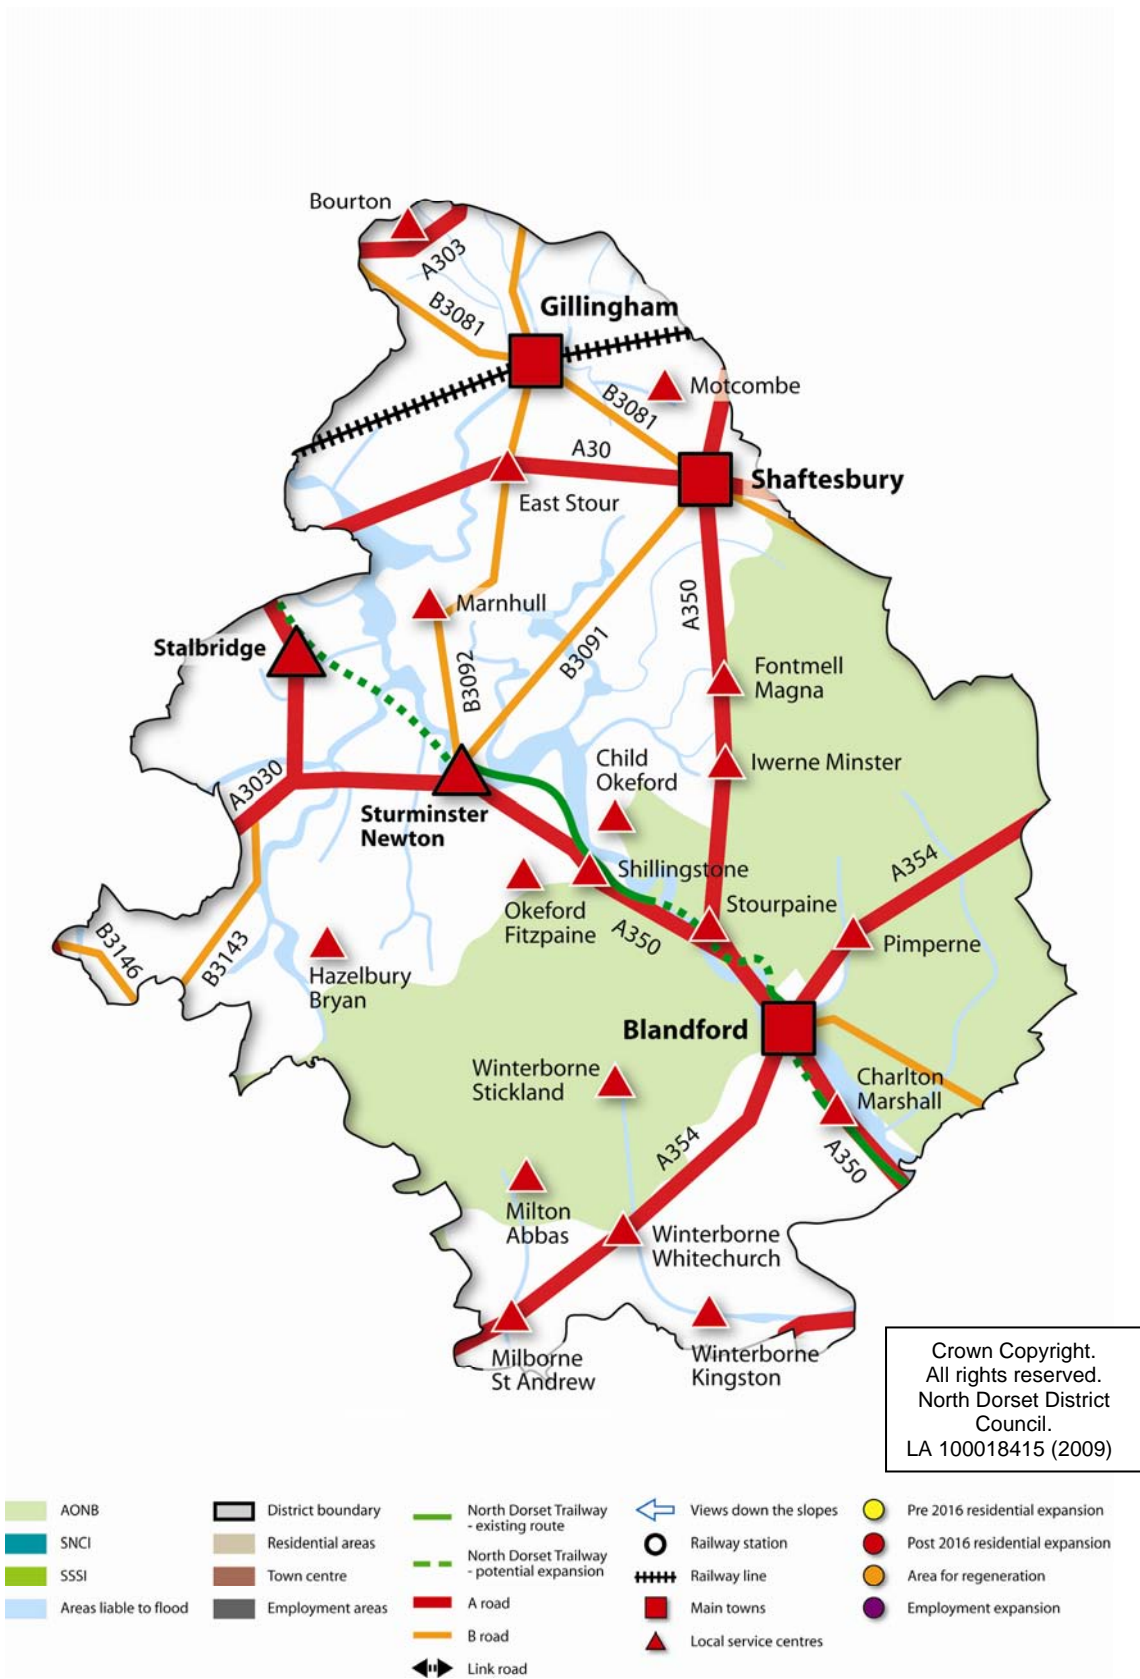 Bourton
A303
B3081
Gillingham
Motcombe
B3081
A30
Shaftesbury
East Stour
A350
Marnhull
Stalbridge
B3092
B3091
Fontmell
Magna
Child
Okeford
Iwerne Minster
A3030
Sturminster
Newton
Shillingstone
A354
Okeford
Fitzpaine
Stourpaine
A350
Pimperne
B3146
B3143
Hazelbury
Bryan
Blandford
Winterborne
Stickland
Charlton
Marshall
A354
A350
Milton
Abbas
Winterborne
Whitechurch
Milborne
St Andrew
Winterborne
Kingston
Crown Copyright.
All rights reserved.
North Dorset District
Council.
LA 100018415 (2009)
AONB
SNCI
SSSI
Areas liable to flood
District boundary
Residential areas
Town centre
Employment areas
North Dorset Trailway
- existing route
North Dorset Trailway
- potential expansion
A road
B road
Link road
Views down the slopes
Railway station
Railway line
Main towns
Local service centres
Pre 2016 residential expansion
Post 2016 residential expansion
Area for regeneration
Employment expansion